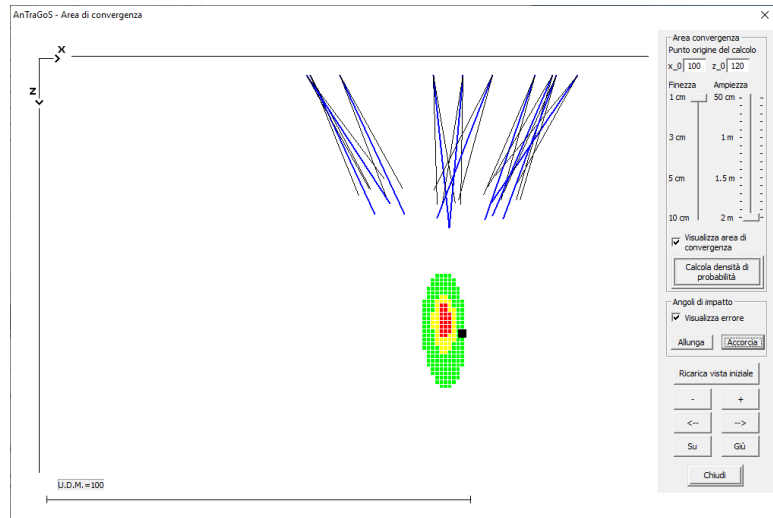 AnTraGoS - Area di convergenza
X
Z
U.D.M.=100
Area convergenza
Punto origine del calcolo
x_0 100 z_0 120
Finezza Ampiezza
1 cm 50 cm
3 cm 1 m
5 cm 1.5 m
10 cm 2 m
Visualizza area di
convergenza
Calcola densità di
probabilità
Angoli di impatto
Visualizza errore
Allunga Accorcia
Ricarica vista iniziale
- +
<-- -->
Su Giù
Chiudi